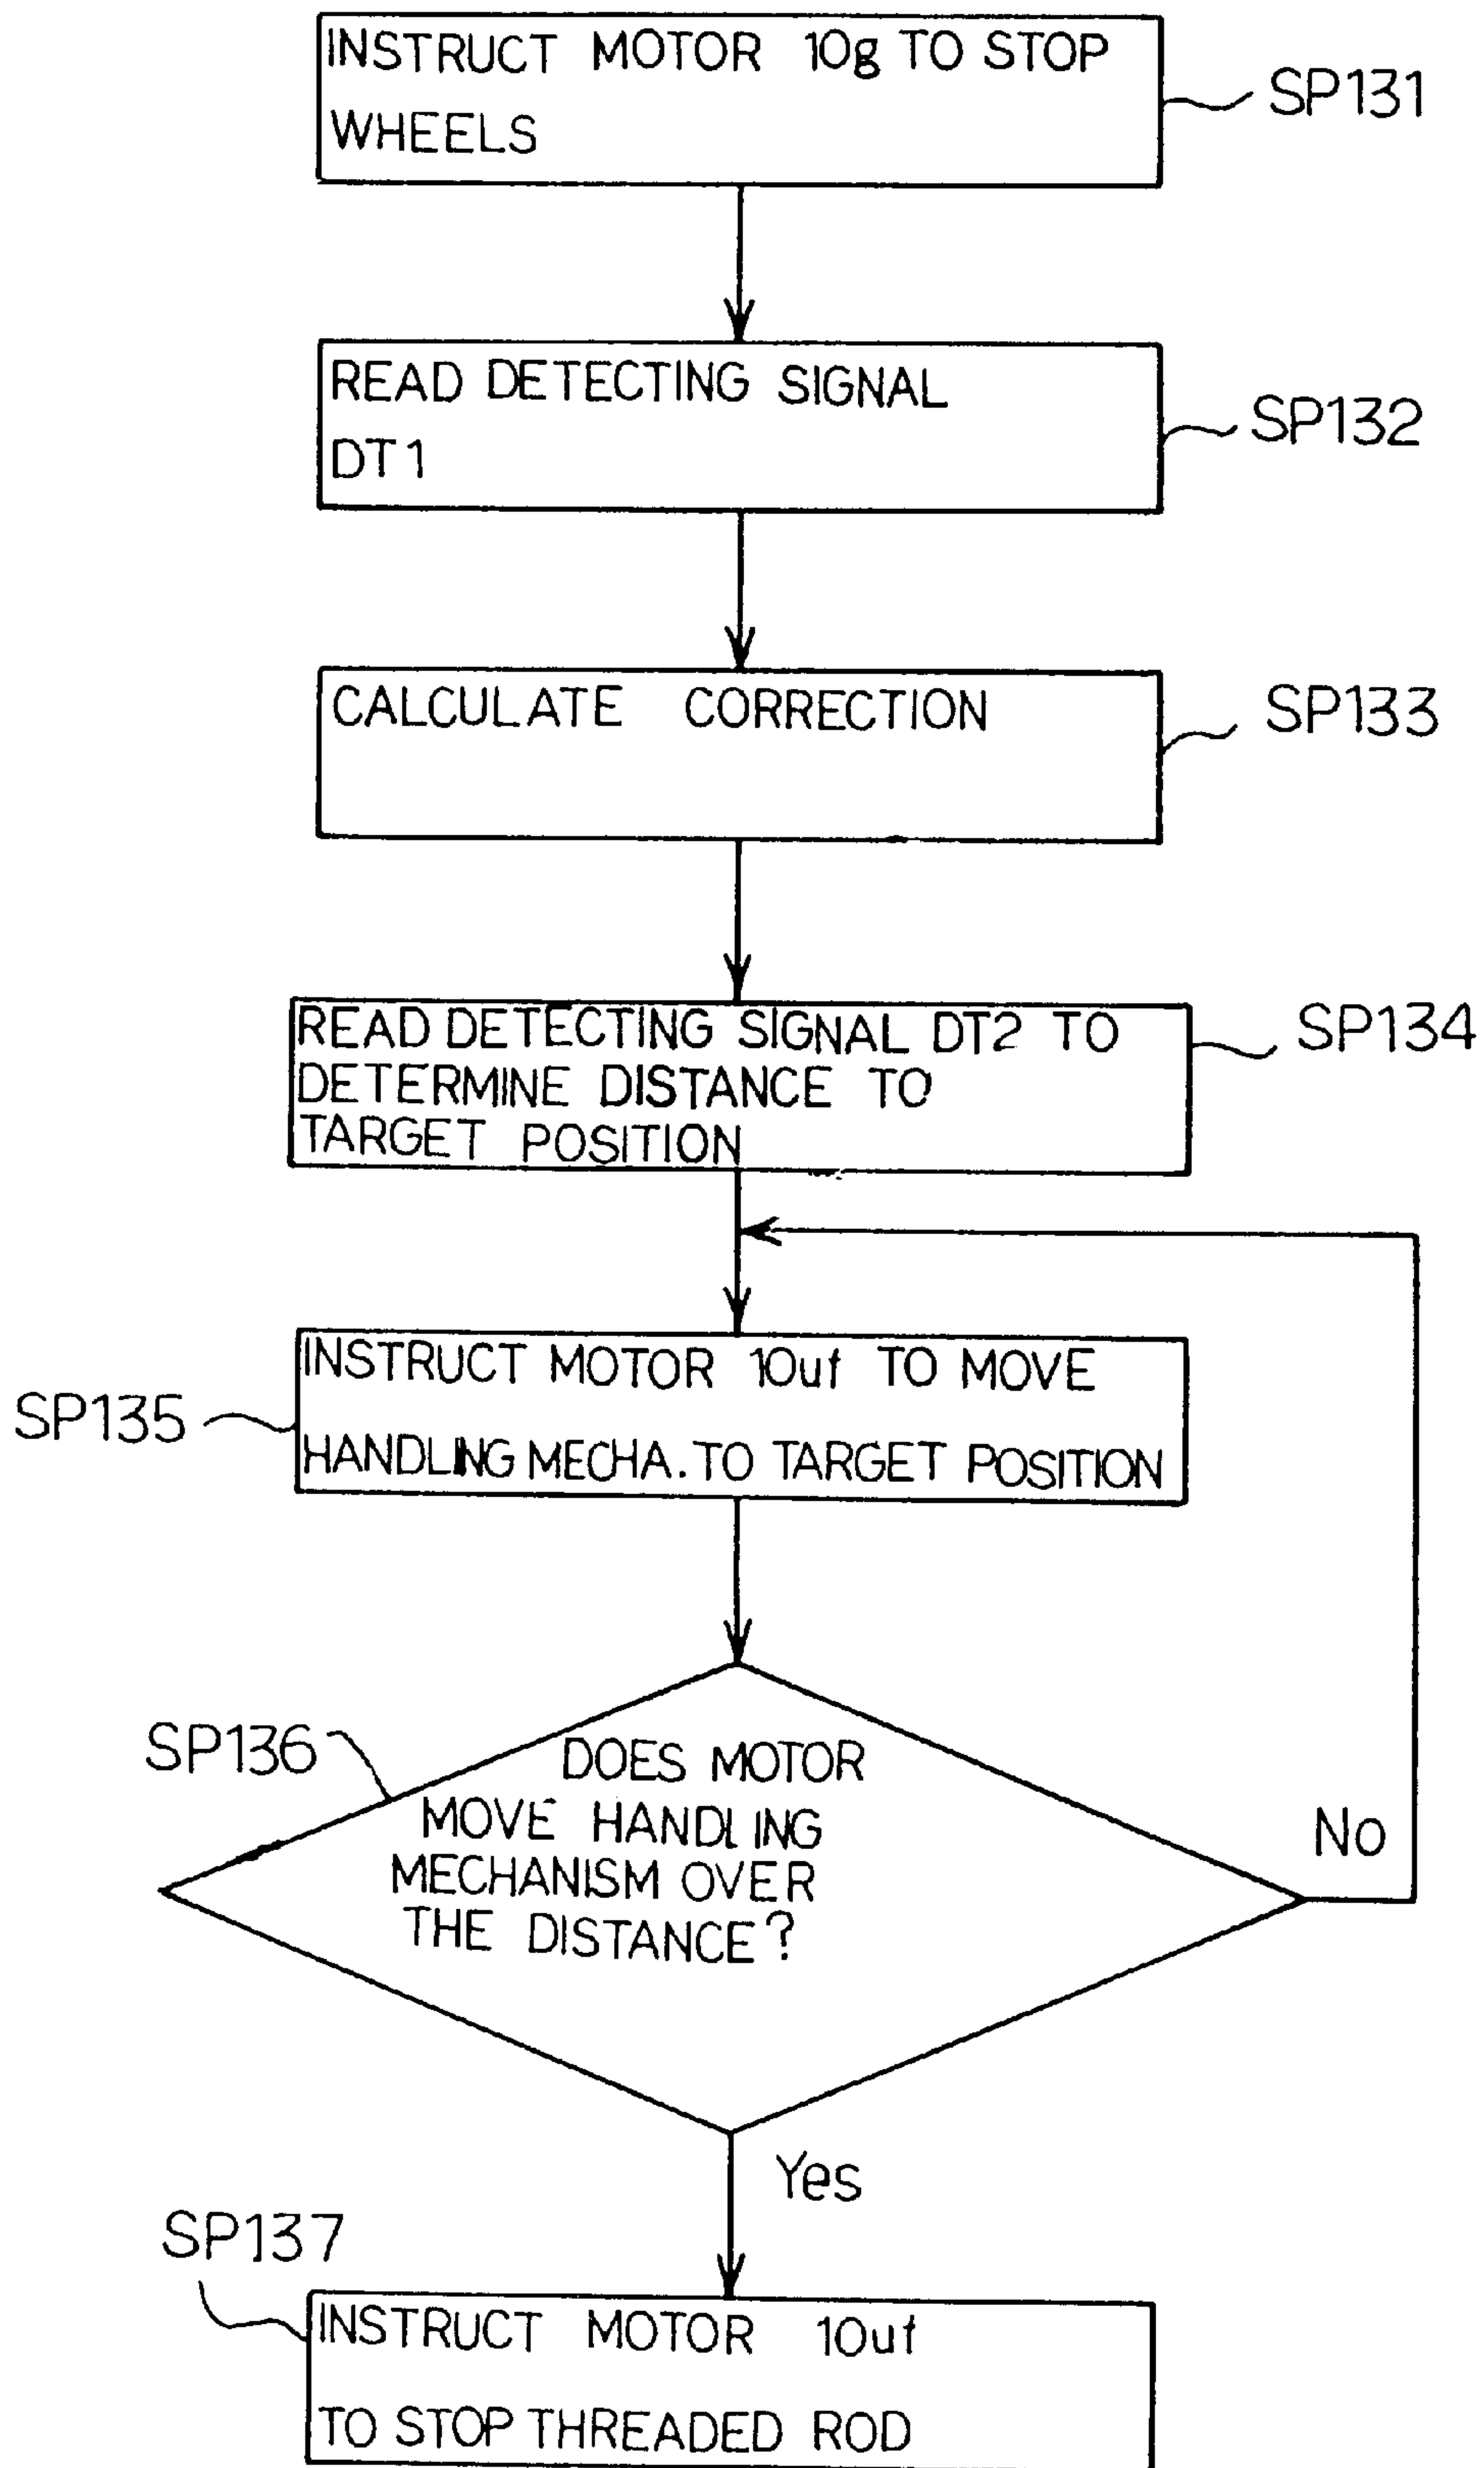 INSTRUCT MOTOR 10g TO STOP
WHEELS
SP131
READ DETECTING SIGNAL
DT1
SP132
CALCULATE CORRECTION
SP133
READ DETECTING SIGNAL DT2 TO
DETERMINE DISTANCE TO
TARGET POSITION
SP134
INSTRUCT MOTOR 10uf TO MOVE
HANDLING MECHA. TO TARGET POSITION
SP135
SP136
DOES MOTOR
MOVE HANDLING
MECHANISM OVER
THE DISTANCE?
No
Yes
SP137
INSTRUCT MOTOR 10uf
TO STOP THREADED ROD